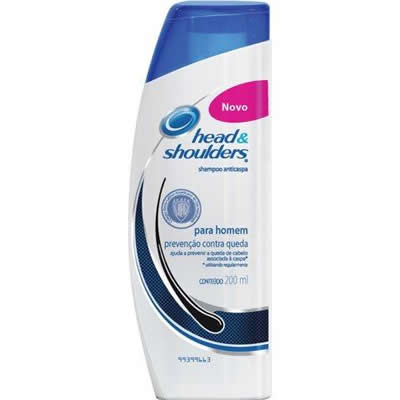 Novo
head&
shoulders
shampoo anticaspa
para homem
prevenção contra queda
ajuda a prevenir a queda de cabelo
associada à caspa*
* utilizando regularmente
CONTEÚDO 200 ml
99399663